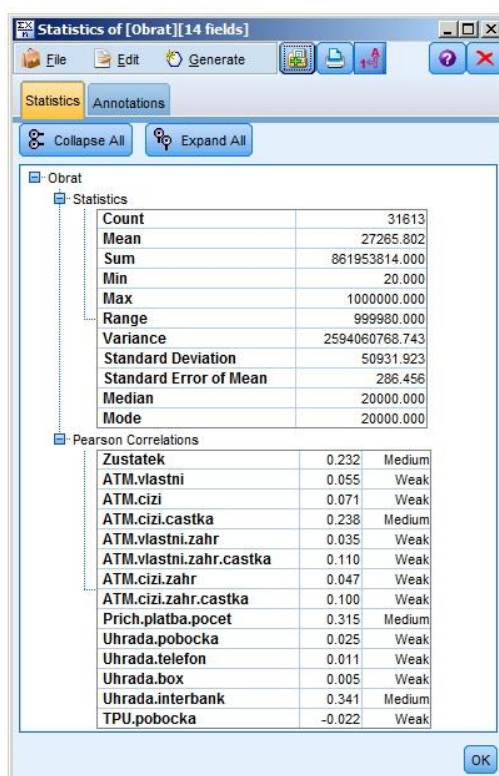 Statistics of [Obrat][14 fields]
File Edit Generate
Statistics Annotations
Collapse All Expand All
Obrat
Statistics
Count 31613
Mean 27265.802
Sum 861953814.000
Min 20.000
Max 1000000.000
Range 999980.000
Variance 2594060768.743
Standard Deviation 50931.923
Standard Error of Mean 286.456
Median 20000.000
Mode 20000.000
Pearson Correlations
Zustatek 0.232 Medium
ATM.vlastni 0.055 Weak
ATM.cizi 0.071 Weak
ATM.cizi.castka 0.238 Medium
ATM.vlastni.zahr 0.035 Weak
ATM.vlastni.zahr.castka 0.110 Weak
ATM.cizi.zahr 0.047 Weak
ATM.cizi.zahr.castka 0.100 Weak
Prich.platba.pocet 0.315 Medium
Uhrada.pobocka 0.025 Weak
Uhrada.telefon 0.011 Weak
Uhrada.box 0.005 Weak
Uhrada.interbank 0.341 Medium
TPU.pobocka -0.022 Weak
OK